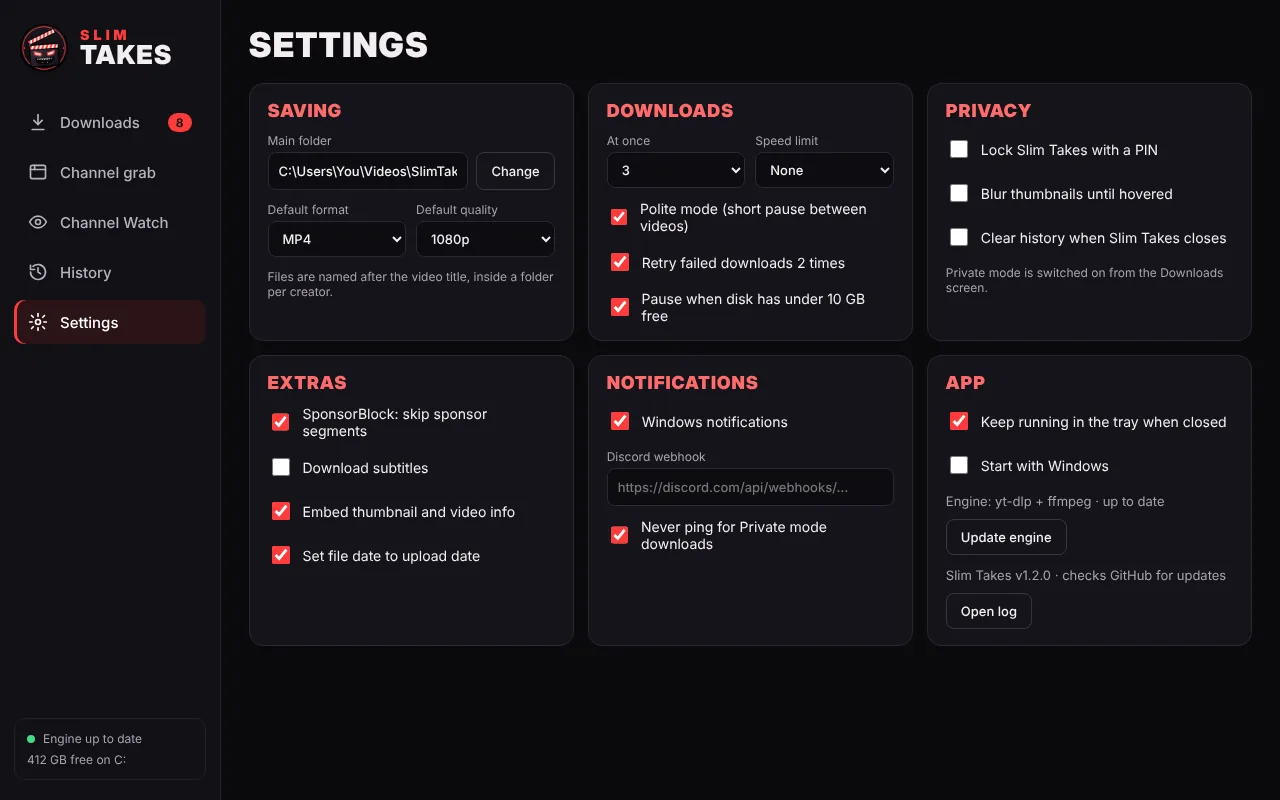 SLIM
TAKES
Downloads
8
Channel grab
Channel Watch
History
Settings
Engine up to date
412 GB free on C:
SETTINGS
SAVING
Main folder
C:\Users\You\Videos\SlimTak
Change
Default format
Default quality
MP4
1080p
Files are named after the video title, inside a folder
per creator.
DOWNLOADS
At once
Speed limit
3
None
Polite mode (short pause between
videos)
Retry failed downloads 2 times
Pause when disk has under 10 GB
free
PRIVACY
Lock Slim Takes with a PIN
Blur thumbnails until hovered
Clear history when Slim Takes closes
Private mode is switched on from the Downloads
screen.
EXTRAS
SponsorBlock: skip sponsor
segments
Download subtitles
Embed thumbnail and video info
Set file date to upload date
NOTIFICATIONS
Windows notifications
Discord webhook
https://discord.com/api/webhooks/...
Never ping for Private mode
downloads
APP
Keep running in the tray when closed
Start with Windows
Engine: yt-dlp + ffmpeg · up to date
Update engine
Slim Takes v1.2.0 · checks GitHub for updates
Open log